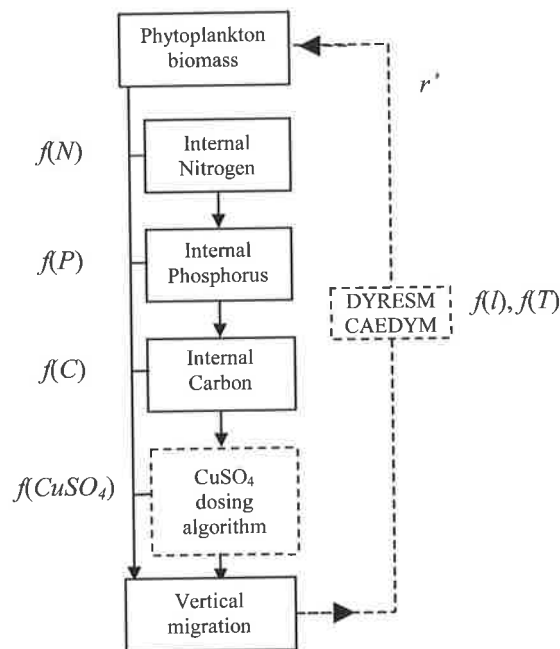 Phytoplankton
biomass
r'
f(N)
Internal
Nitrogen
f(P)
Internal
Phosphorus
DYRESM
CAEDYM
f(I), f(T)
f(C)
Internal
Carbon
f(CuSO₄)
CuSO₄
dosing
algorithm
Vertical
migration